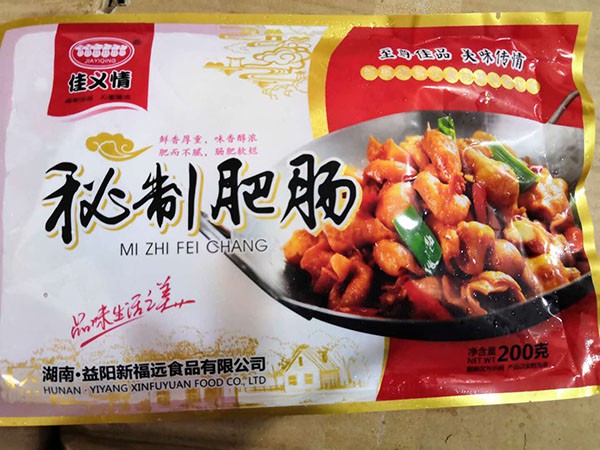 JIAYIQING
佳义情
至尊佳品 美味传情
鲜香厚重,味香醇浓
肥而不腻,肠肥软烂
秘制肥肠
MI ZHI FEI CHANG
品味生活之美
净含量
NET WT
200克
湖南·益阳新福远食品有限公司
HUNAN · YIYANG XINFUYUAN FOOD CO., LTD